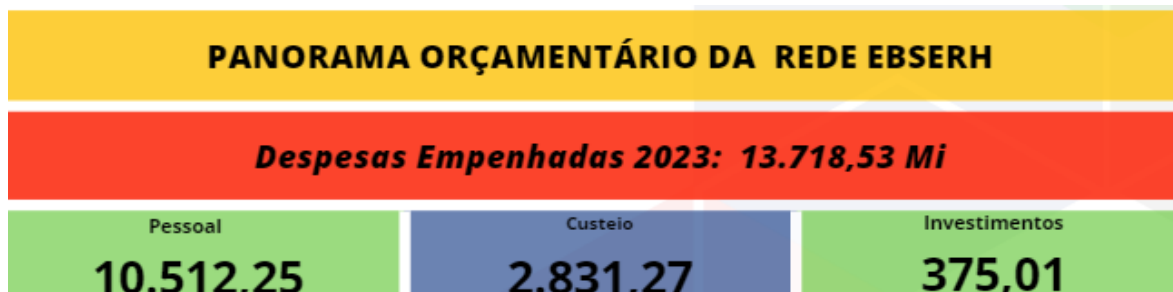 PANORAMA ORÇAMENTÁRIO DA REDE EBSERH
Despesas Empenhadas 2023: 13.718,53 Mi
Pessoal Custeio Investimentos
10.512,25 2.831,27 375,01